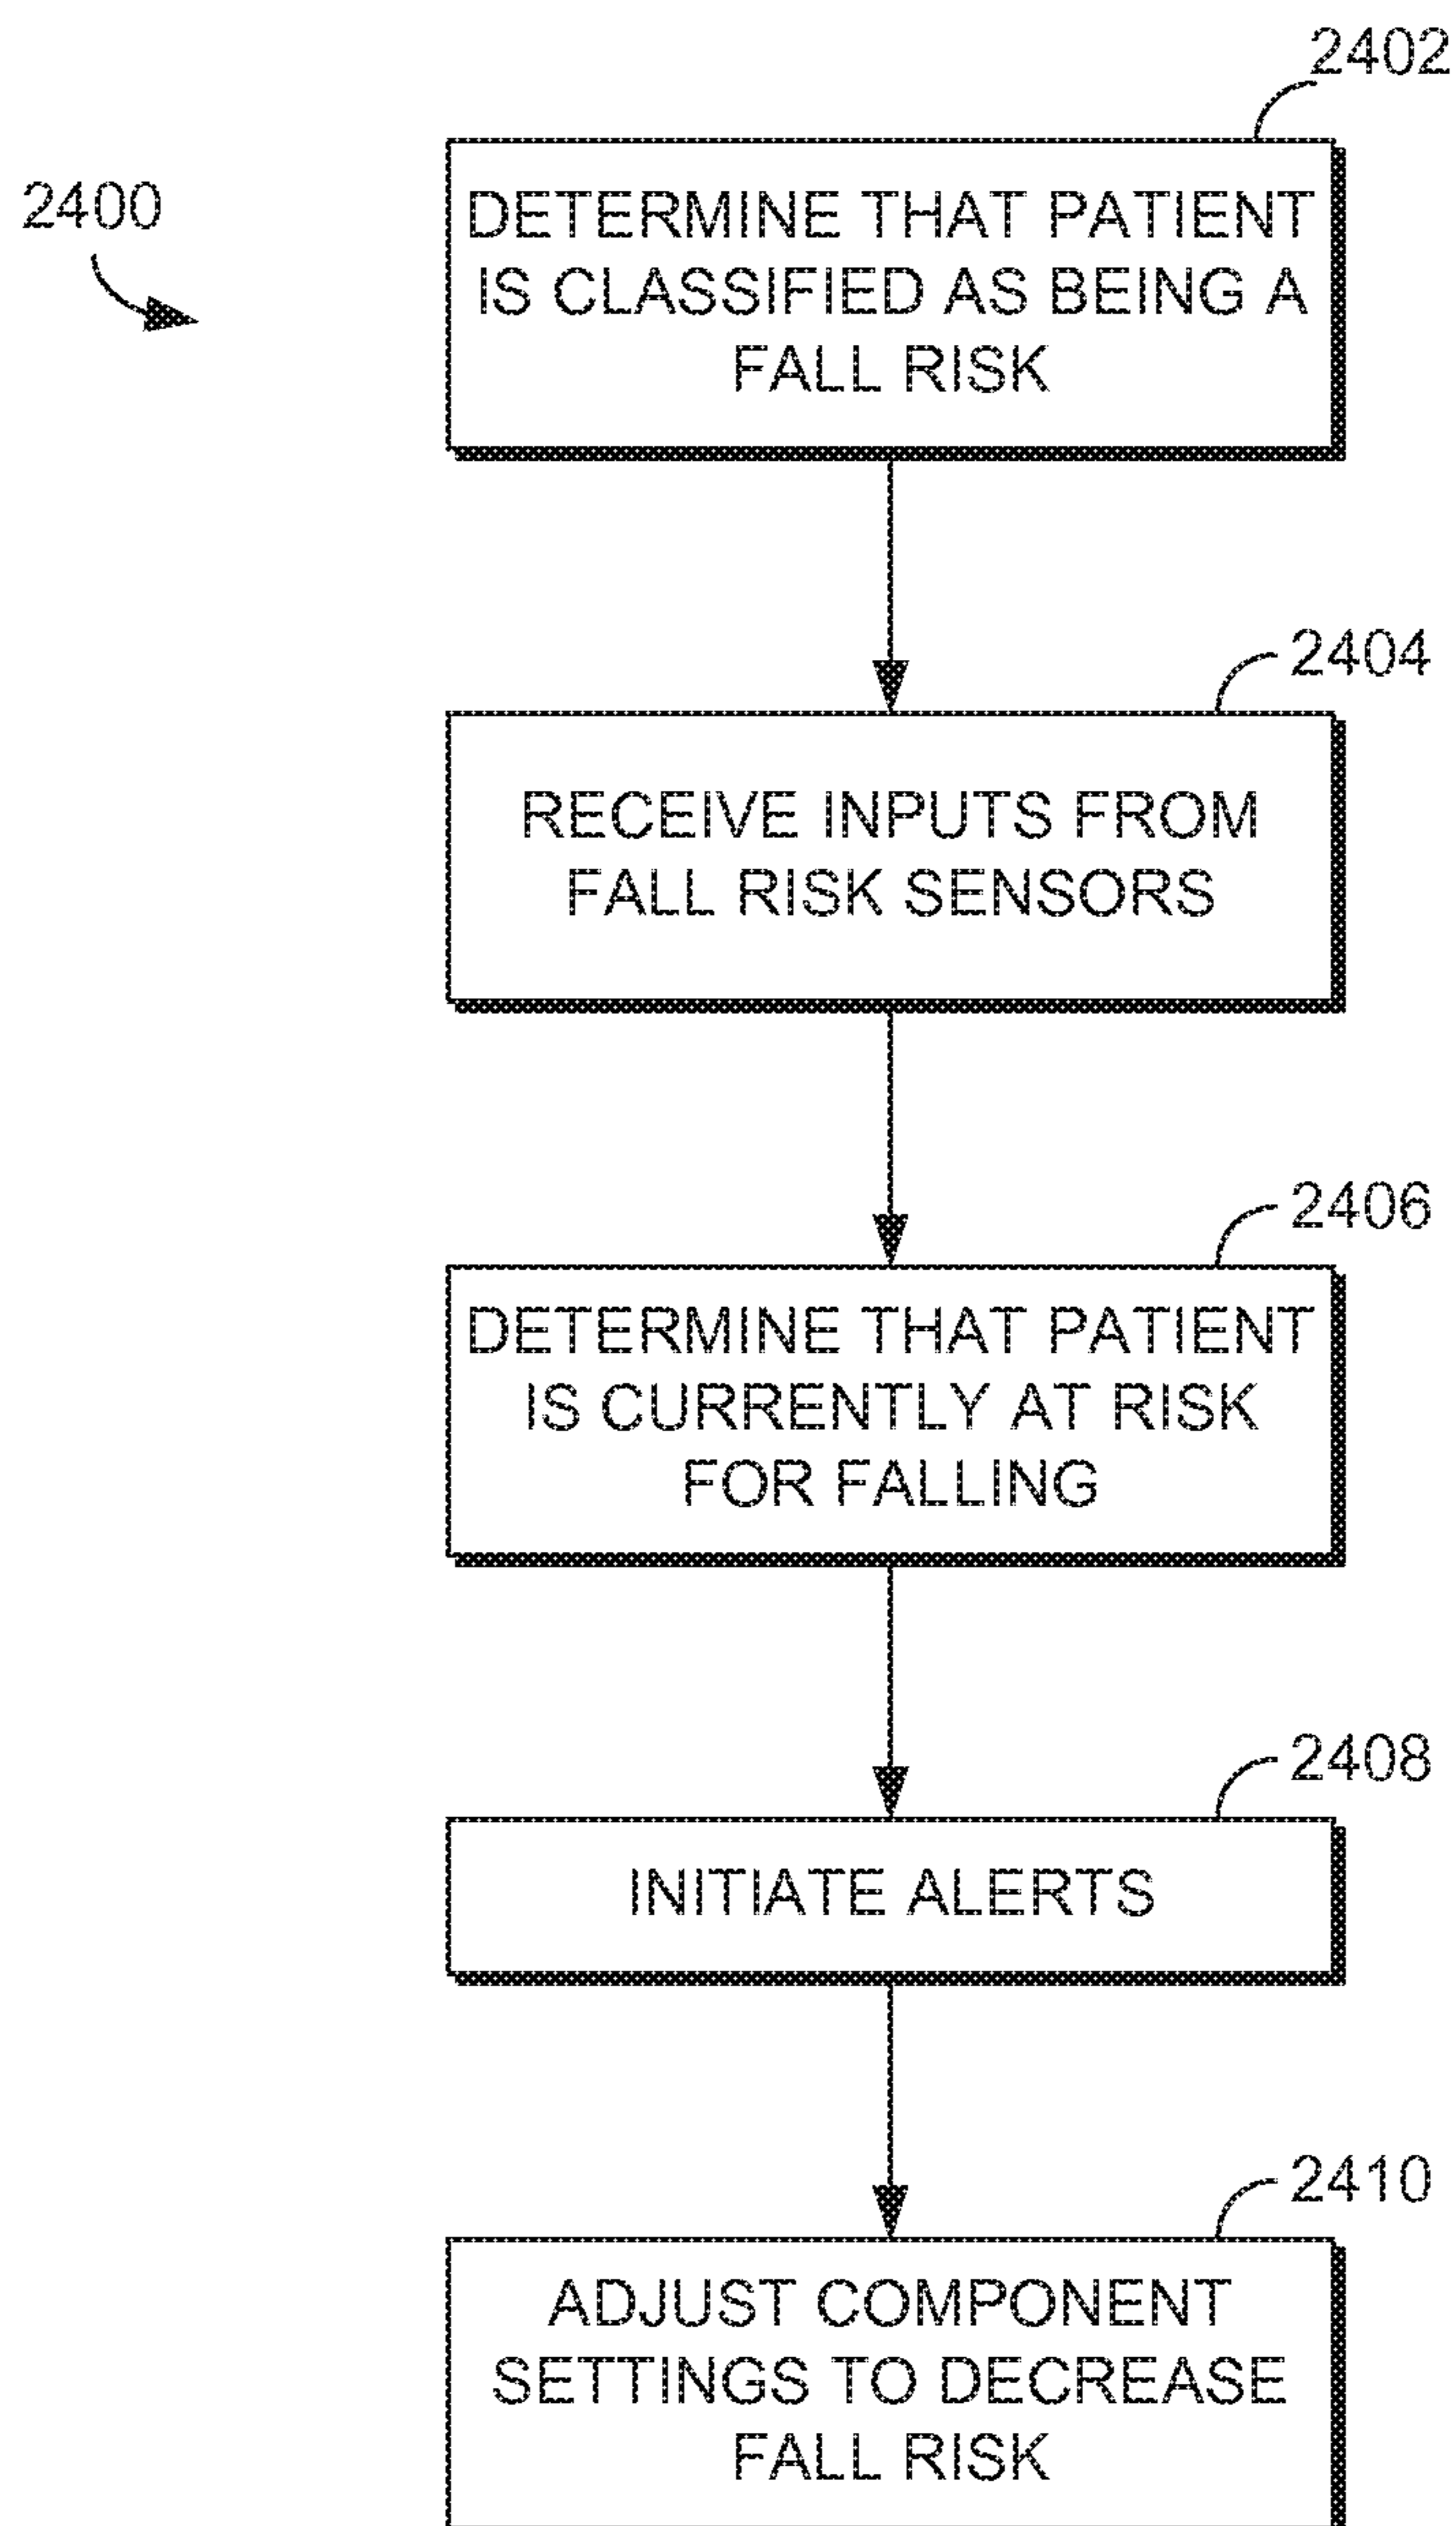 2402
2400
DETERMINE THAT PATIENT
IS CLASSIFIED AS BEING A
FALL RISK
2404
RECEIVE INPUTS FROM
FALL RISK SENSORS
2406
DETERMINE THAT PATIENT
IS CURRENTLY AT RISK
FOR FALLING
2408
INITIATE ALERTS
2410
ADJUST COMPONENT
SETTINGS TO DECREASE
FALL RISK